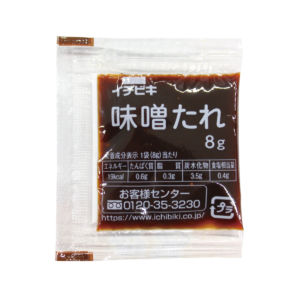 イチビキ
味噌たれ
8g
栄養成分表示 1袋(8g)当たり
エネルギー たんぱく質 脂質 炭水化物 食塩相当量
19kcal 0.6g 0.3g 3.5g 0.4g
お客様センター
0120-35-3230
https://www.ichibiki.co.jp
プラ